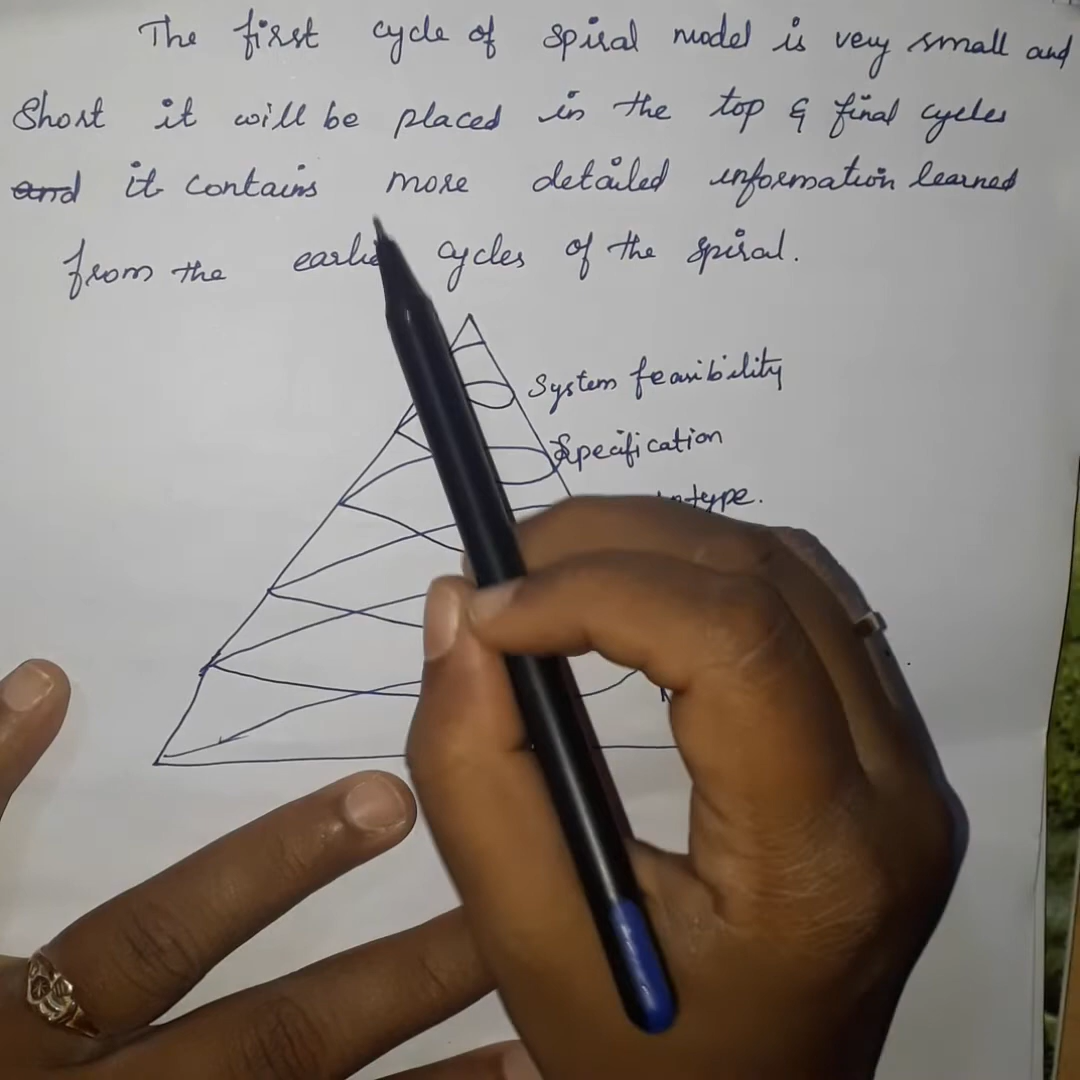 The first cycle of spiral model is very small and
Short it will be placed in the top & final cycles
and it contains more detailed information learned
from the cycles of the spiral.
System feasibility
Specification